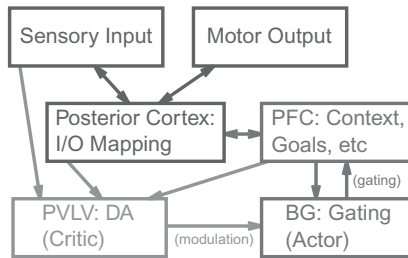 Sensory Input
Motor Output
Posterior Cortex:
I/O Mapping
PFC: Context,
Goals, etc
(gating)
PVLV: DA
(Critic)
(modulation)
BG: Gating
(Actor)